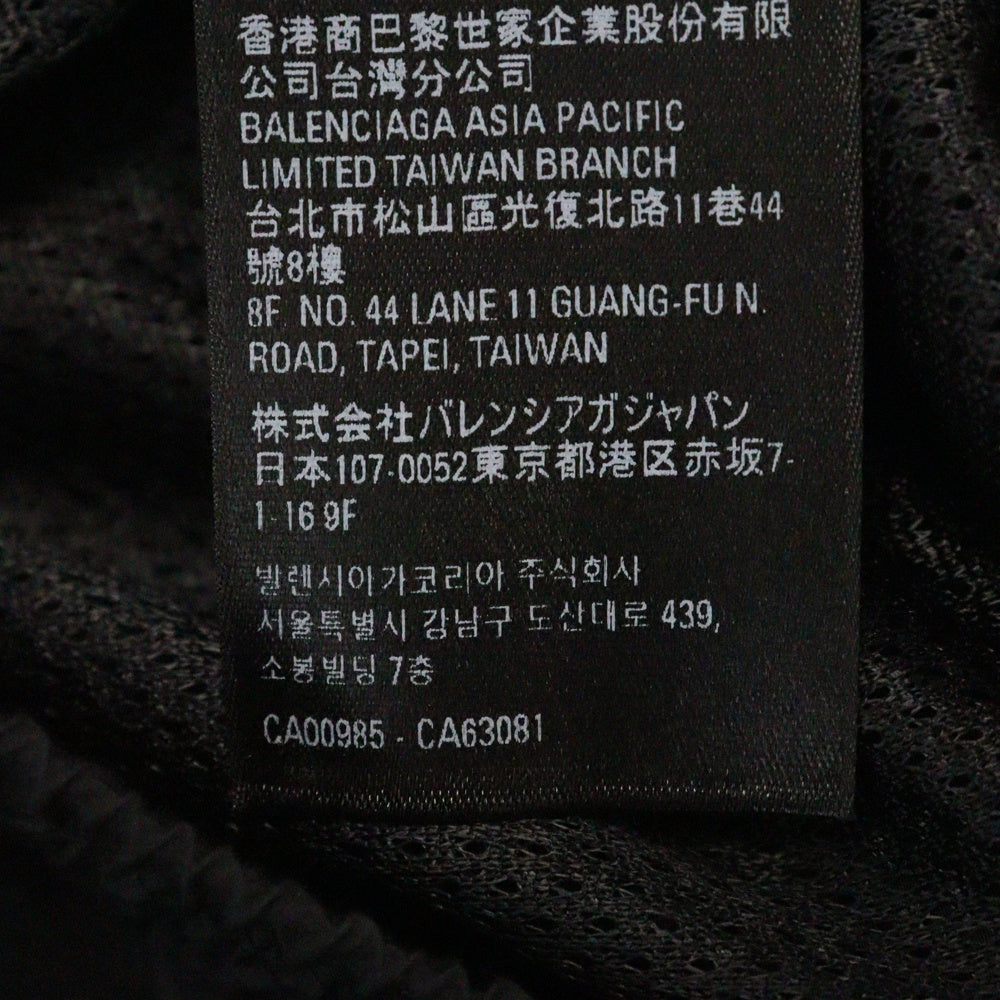 香港商巴黎世家企業股份有限
公司台灣分公司
BALENCIAGA ASIA PACIFIC
LIMITED TAIWAN BRANCH
台北市松山區光復北路11巷44
號8樓
8F NO. 44 LANE 11 GUANG-FU N.
ROAD, TAPEI, TAIWAN
株式会社バレンシアガジャパン
日本107-0052東京都港区赤坂7-
1-16 9F
발렌시아가코리아 주식회사
서울특별시 강남구 도산대로 439,
소봉빌딩 7층
CA00985 - CA63081